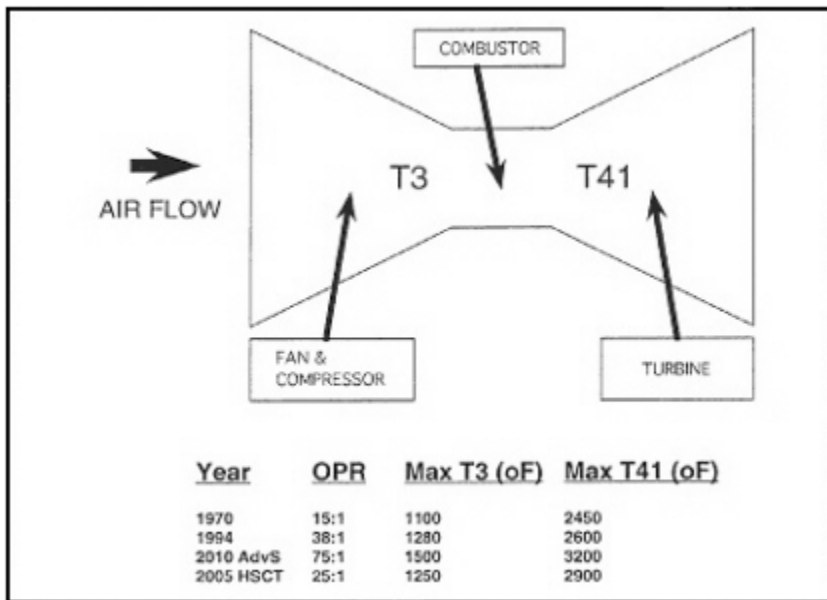 COMBUSTOR
T3
T41
AIR FLOW
FAN &
COMPRESSOR
TURBINE
Year OPR Max T3 (oF) Max T41 (oF)
1970 15:1 1100 2450
1994 38:1 1280 2600
2010 AdvS 75:1 1500 3200
2005 HSCT 25:1 1250 2900